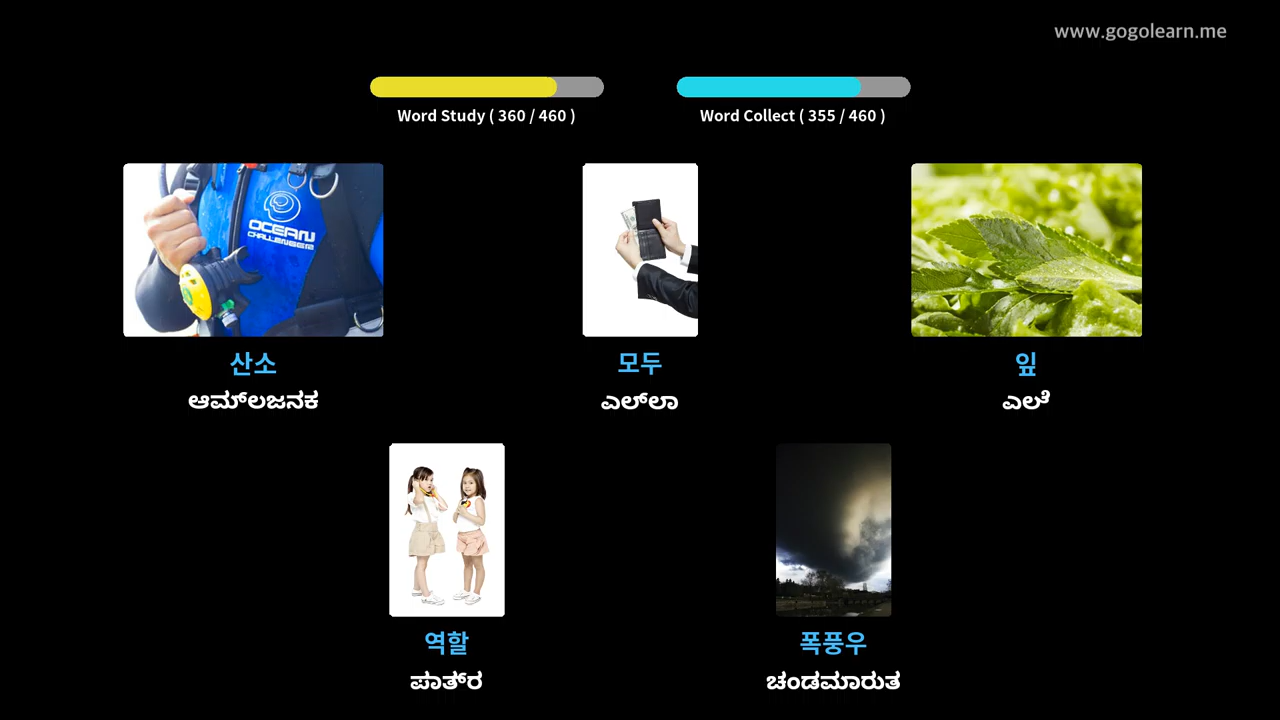 www.gogolearn.me
Word Study ( 360 / 460 )
Word Collect ( 355 / 460 )
OCEAN
CHALLENGER
산소
ಆಮ್‌ಲಜನಕ
모두
ಎಲ್‌ಲಾ
잎
ಎಲೆ
역할
ಪಾತ್‌ರ
폭풍우
ಚಂಡಮಾರುತ